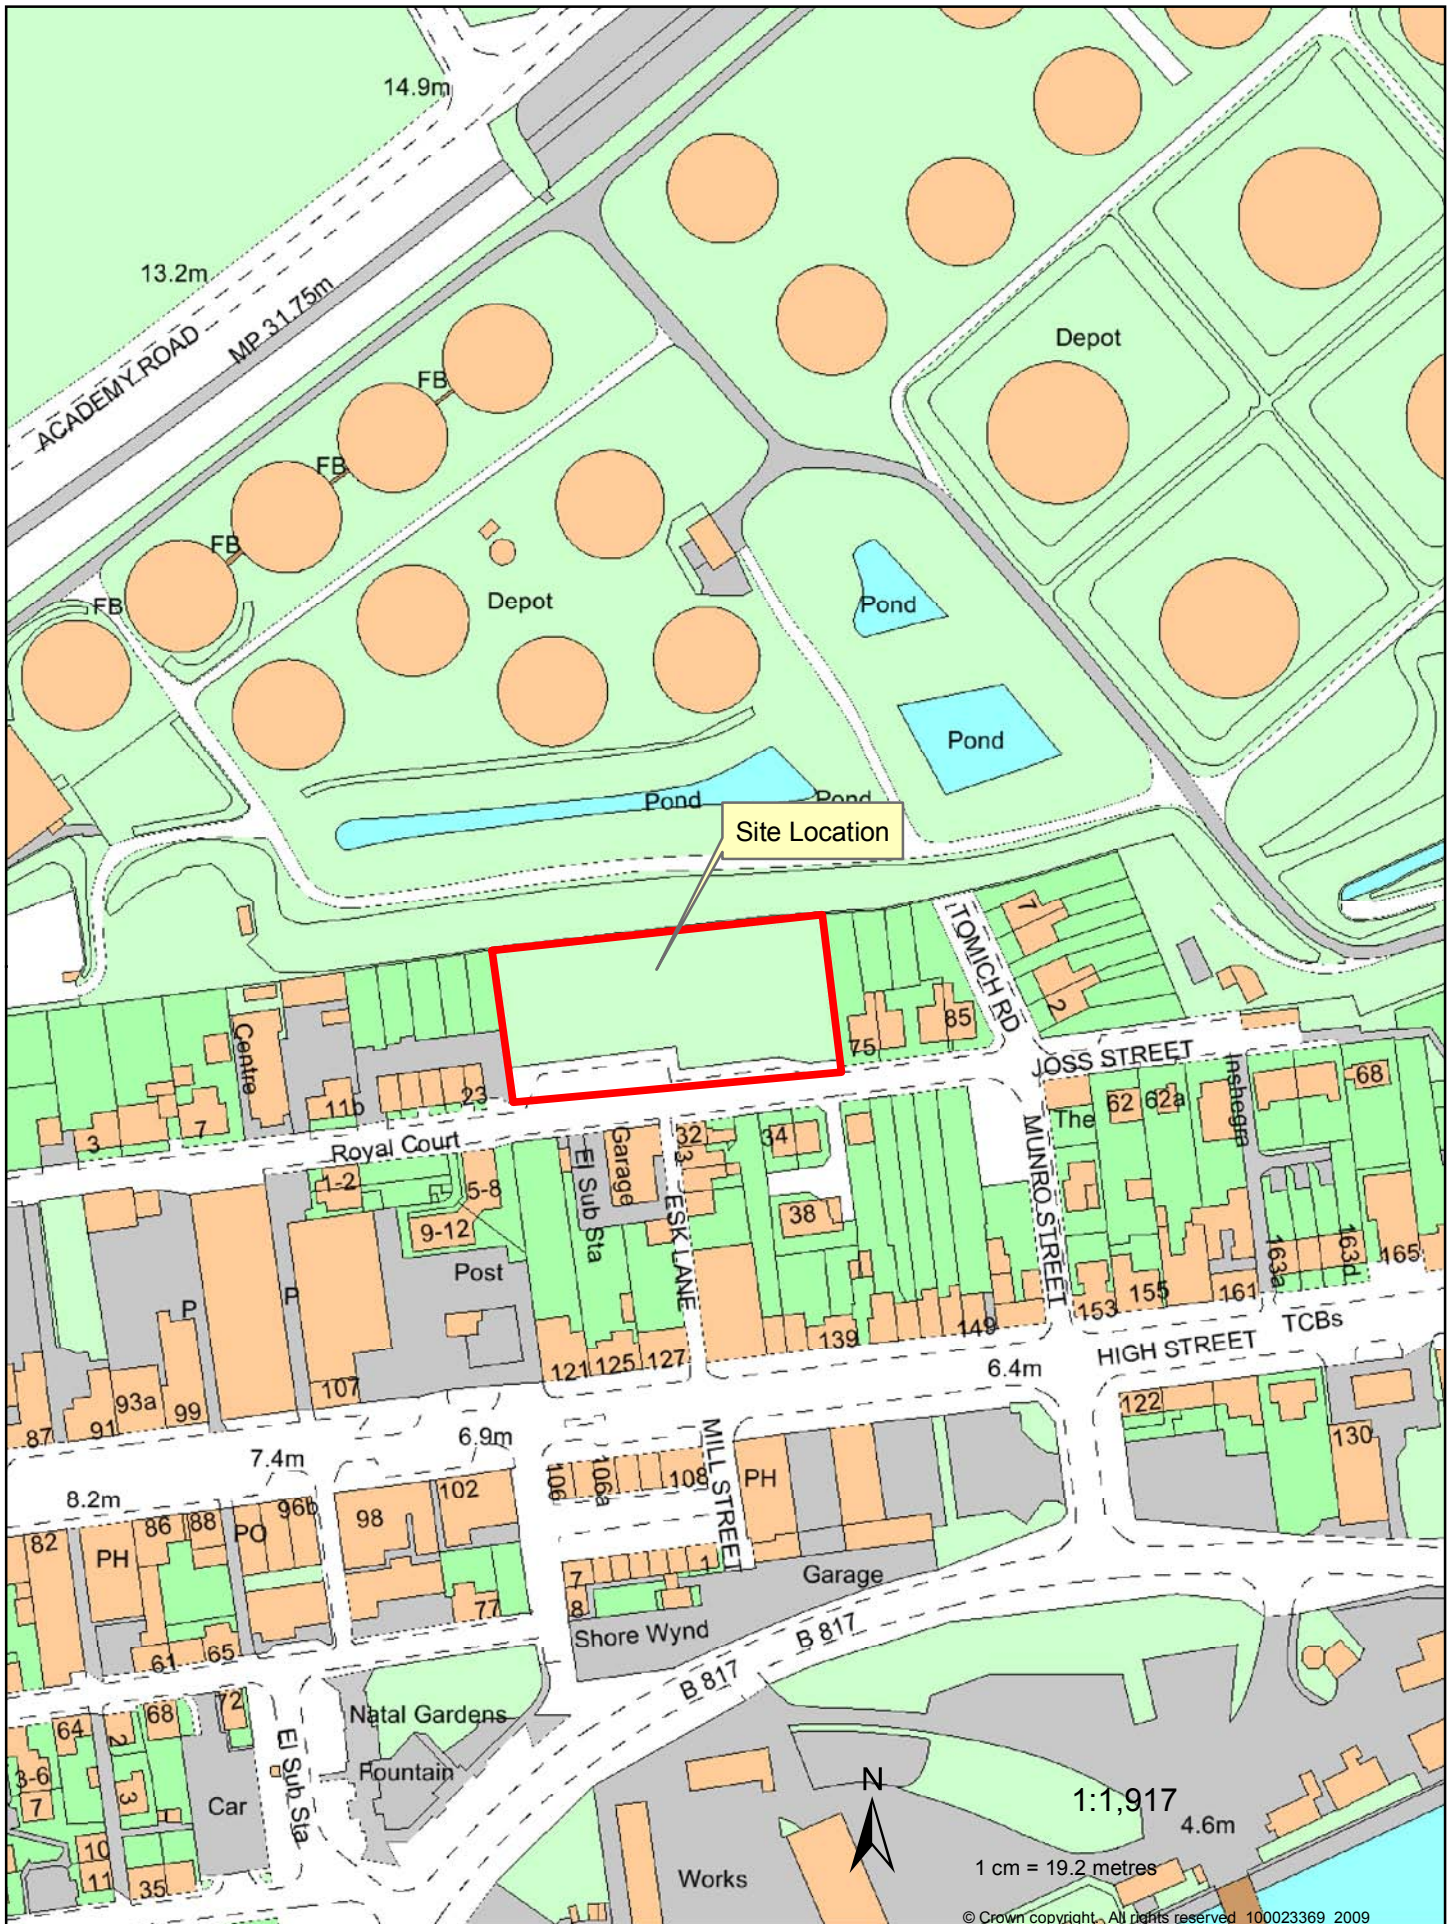 14.9m
13.2m
MP 31.75m
ACADEMY ROAD
Depot
FB
FB
FB
FB
Depot
Pond
Pond
Pond
Pond
Site Location
TOMICH RD
7
2
85
75
JOSS STREET
Centre
23
11b
7
3
Royal Court
1-2
5-8
9-12
El Sub Sta
Garage
32
3
34
38
ESK LANE
The
62
62a
68
MUNRO STREET
163a
163d
165
Post
P
P
153
155
161
TCBs
HIGH STREET
149
139
127
125
121
107
99
93a
91
87
6.4m
122
130
6.9m
7.4m
8.2m
106
106a
108
MILL STREET
PH
102
98
96b
PO
88
86
PH
82
Garage
7
8
1
77
Shore Wynd
B 817
B 817
61
65
72
68
64
2
3-6
7
3
10
11
35
Natal Gardens
Fountain
El Sub Sta
Car
Works
N
1:1,917
4.6m
1 cm = 19.2 metres
© Crown copyright. All rights reserved 100023369 2009